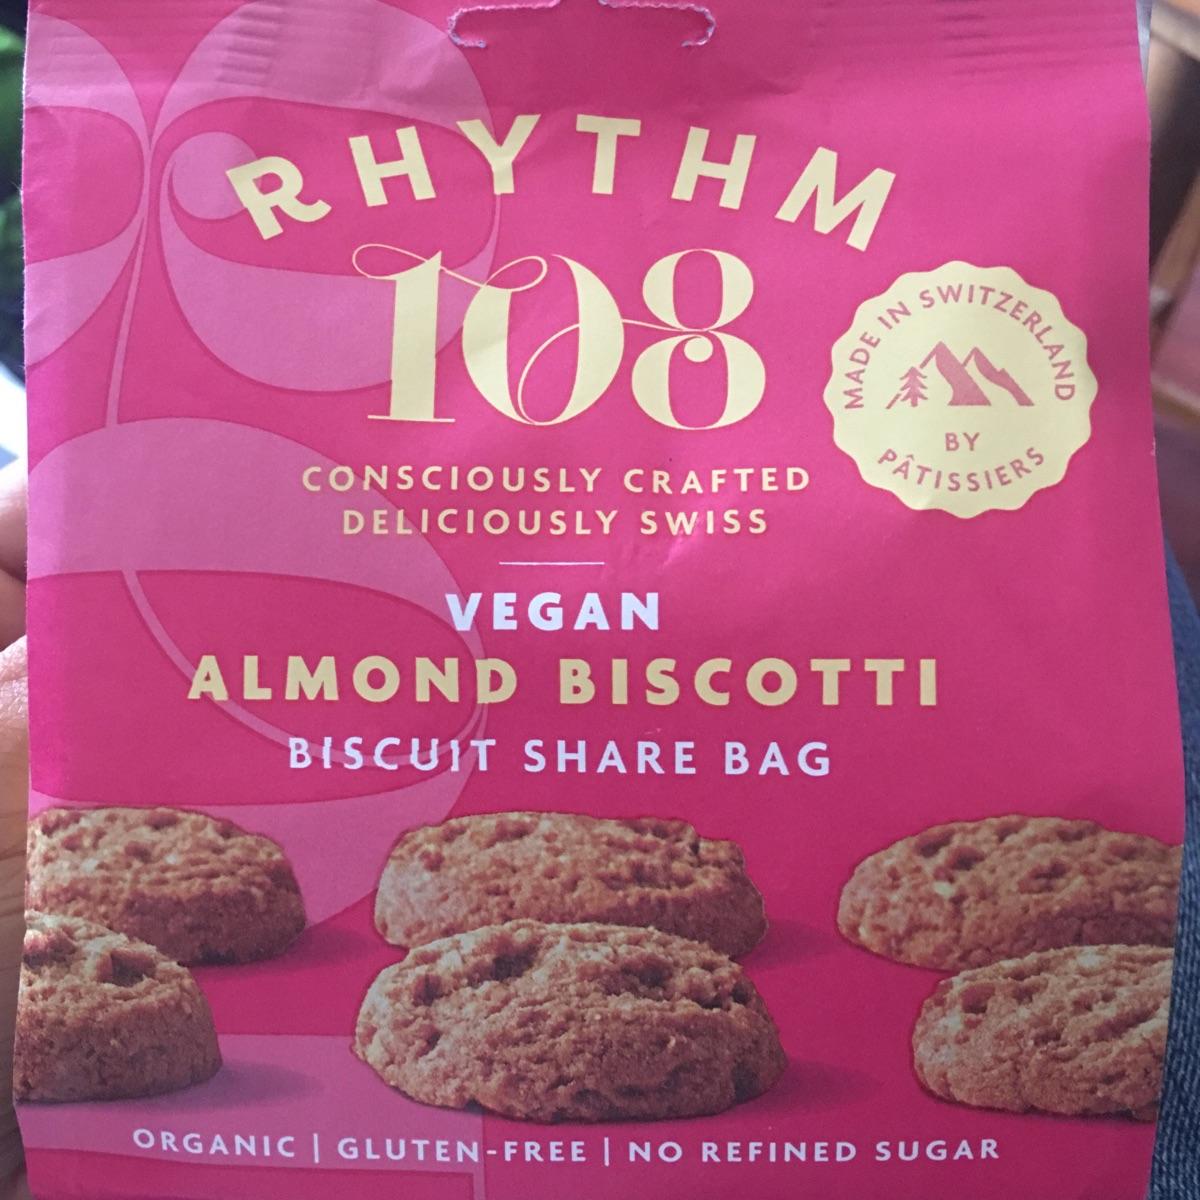 RHYTHM
108
MADE IN SWITZERLAND
BY
PÂTISSIERS
CONSCIOUSLY CRAFTED
DELICIOUSLY SWISS
VEGAN
ALMOND BISCOTTI
BISCUIT SHARE BAG
ORGANIC | GLUTEN-FREE | NO REFINED SUGAR